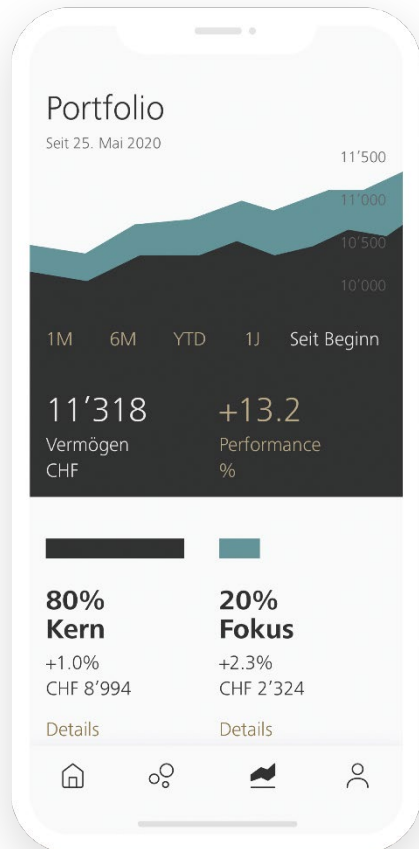 Portfolio
Seit 25. Mai 2020
11’500
11’000
10’500
10’000
1M 6M YTD 1J Seit Beginn
11’318 +13.2
Vermögen Performance
CHF %
80% 20%
Kern Fokus
+1.0% +2.3%
CHF 8’994 CHF 2’324
Details Details